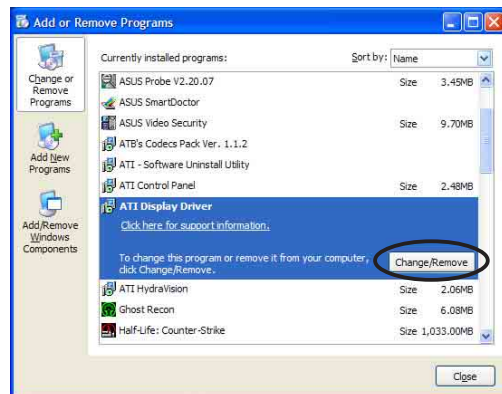 Add or Remove Programs
Change or
Remove
Programs
Add New
Programs
Add/Remove
Windows
Components
Currently installed programs:
Sort by: Name
ASUS Probe V2.20.07 Size 3.45MB
ASUS SmartDoctor
ASUS Video Security Size 9.70MB
ATB's Codecs Pack Ver. 1.1.2
ATI - Software Uninstall Utility
ATI Control Panel Size 2.48MB
ATI Display Driver
Click here for support information.
To change this program or remove it from your computer,
click Change/Remove.
Change/Remove
ATI HydraVision Size 2.06MB
Ghost Recon Size 6.08MB
Half-Life: Counter-Strike Size 1,033.00MB
Close